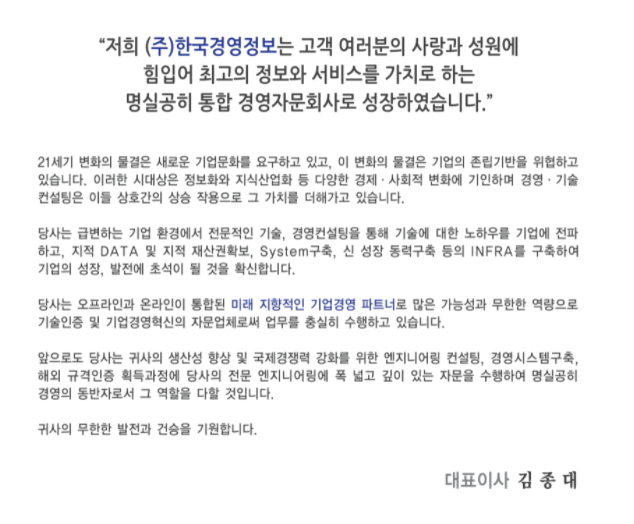 “저희 (주)한국경영정보는 고객 여러분의 사랑과 성원에
힘입어 최고의 정보와 서비스를 가치로 하는
명실공히 통합 경영자문회사로 성장하였습니다.”
21세기 변화의 물결은 새로운 기업문화를 요구하고 있고, 이 변화의 물결은 기업의 존립기반을 위협하고
있습니다. 이러한 시대상은 정보화와 지식산업화 등 다양한 경제 · 사회적 변화에 기인하며 경영 · 기술
컨설팅은 이들 상호간의 상승 작용으로 그 가치를 더해가고 있습니다.
당사는 급변하는 기업 환경에서 전문적인 기술, 경영컨설팅을 통해 기술에 대한 노하우를 기업에 전파
하고, 지적 DATA 및 지적 재산권확보, System구축, 신 성장 동력구축 등의 INFRA를 구축하여
기업의 성장, 발전에 초석이 될 것을 확신합니다.
당사는 오프라인과 온라인이 통합된 미래 지향적인 기업경영 파트너로 많은 가능성과 무한한 역량으로
기술인증 및 기업경영혁신의 자문업체로써 업무를 충실히 수행하고 있습니다.
앞으로도 당사는 귀사의 생산성 향상 및 국제경쟁력 강화를 위한 엔지니어링 컨설팅, 경영시스템구축,
해외 규격인증 획득과정에 당사의 전문 엔지니어링에 폭 넓고 깊이 있는 자문을 수행하여 명실공히
경영의 동반자로서 그 역할을 다할 것입니다.
귀사의 무한한 발전과 건승을 기원합니다.
대표이사 김 종 대